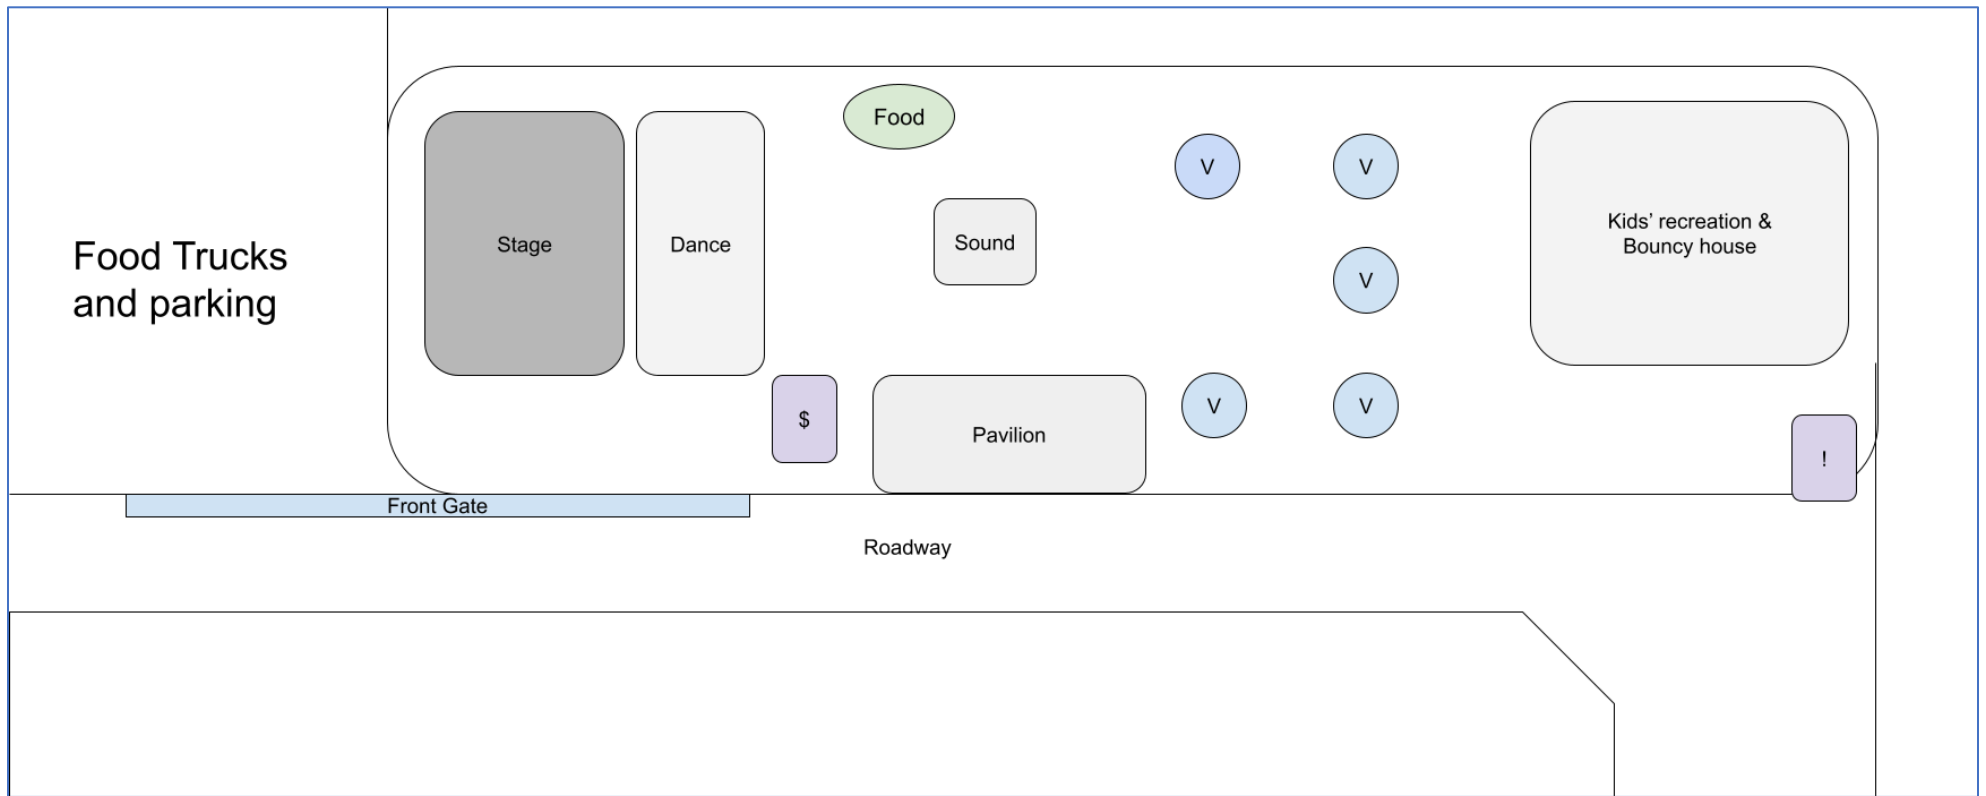 Food
V
V
Stage
Dance
Sound
Kids’ recreation &
Bouncy house
Food Trucks
and parking
V
$
Pavilion
V
V
!
Front Gate
Roadway